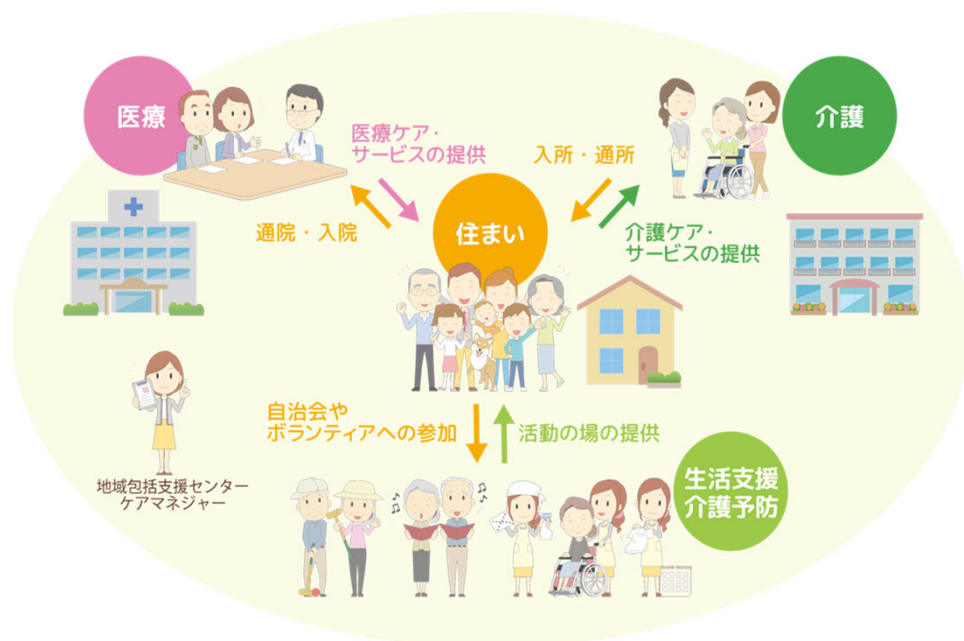 医療
介護
医療ケア・
サービスの提供
入所・通所
通院・入院
住まい
介護ケア・
サービスの提供
自治会や
ボランティアへの参加
活動の場の提供
地域包括支援センター
ケアマネジャー
生活支援
介護予防